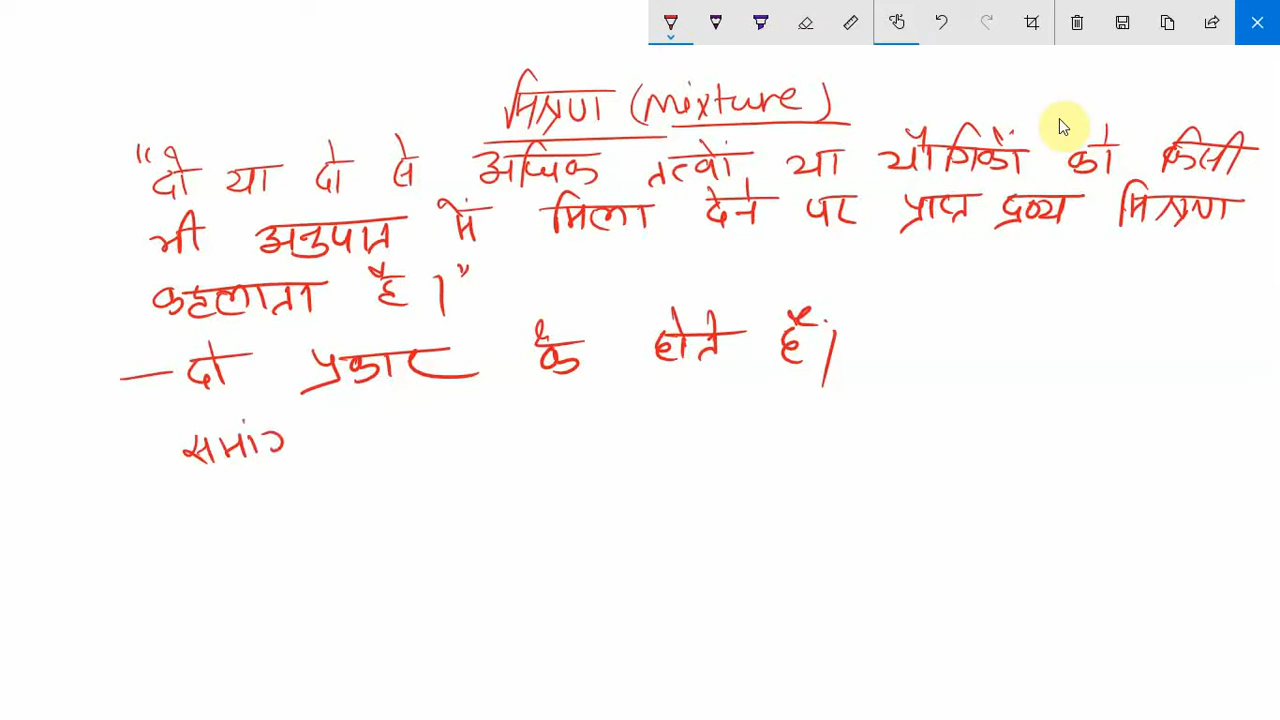 मिश्रण (Mixture)
"दो या दो से अधिक तत्वों या यौगिकों को किसी
भी अनुपात में मिला देने पर प्राप्त द्रव्य मिश्रण
कहलाता है।"
— दो प्रकार के होते हैं।
समांग